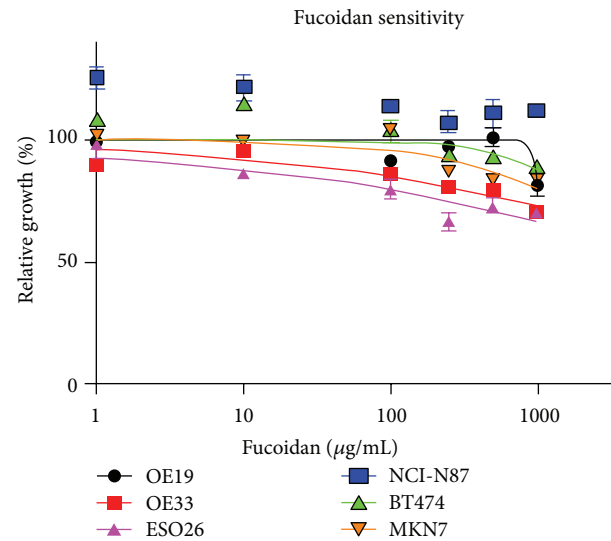 Fucoidan sensitivity
Relative growth (%)
100
50
0
1 10 100 1000
Fucoidan (μg/mL)
OE19 NCI-N87
OE33 BT474
ESO26 MKN7